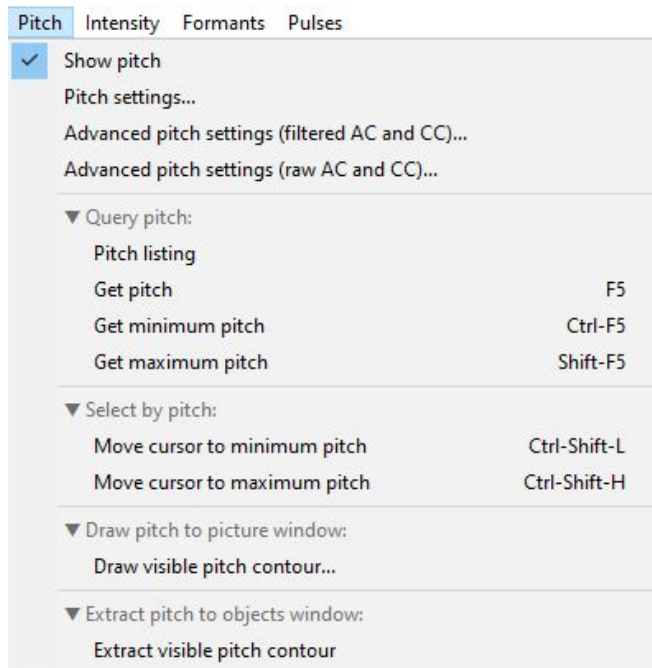 Pitch Intensity Formants Pulses
Show pitch
Pitch settings...
Advanced pitch settings (filtered AC and CC)...
Advanced pitch settings (raw AC and CC)...
Query pitch:
Pitch listing
Get pitch F5
Get minimum pitch Ctrl-F5
Get maximum pitch Shift-F5
Select by pitch:
Move cursor to minimum pitch Ctrl-Shift-L
Move cursor to maximum pitch Ctrl-Shift-H
Draw pitch to picture window:
Draw visible pitch contour...
Extract pitch to objects window:
Extract visible pitch contour